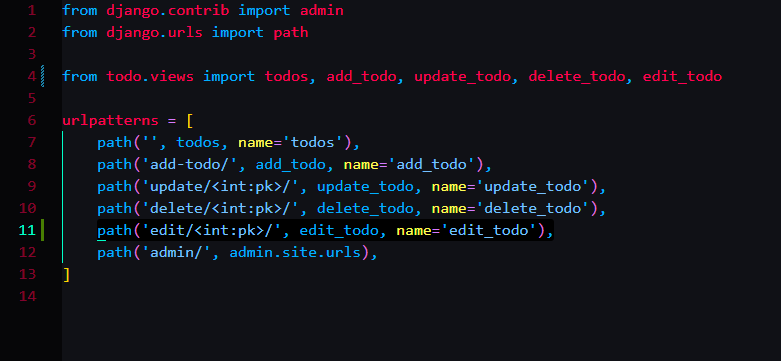 1 from django.contrib import admin
2 from django.urls import path
3
4 from todo.views import todos, add_todo, update_todo, delete_todo, edit_todo
5
6 urlpatterns = [
7     path('', todos, name='todos'),
8     path('add-todo/', add_todo, name='add_todo'),
9     path('update/<int:pk>/', update_todo, name='update_todo'),
10     path('delete/<int:pk>/', delete_todo, name='delete_todo'),
11     path('edit/<int:pk>/', edit_todo, name='edit_todo'),
12     path('admin/', admin.site.urls),
13 ]
14